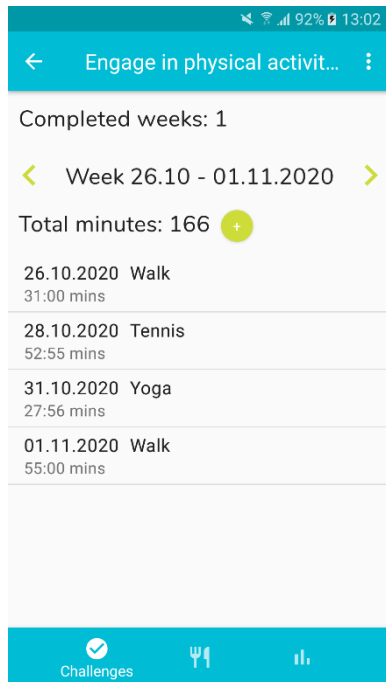 92% 13:02
Engage in physical activit...
Completed weeks: 1
Week 26.10 - 01.11.2020
Total minutes: 166 +
26.10.2020 Walk
31:00 mins
28.10.2020 Tennis
52:55 mins
31.10.2020 Yoga
27:56 mins
01.11.2020 Walk
55:00 mins
Challenges